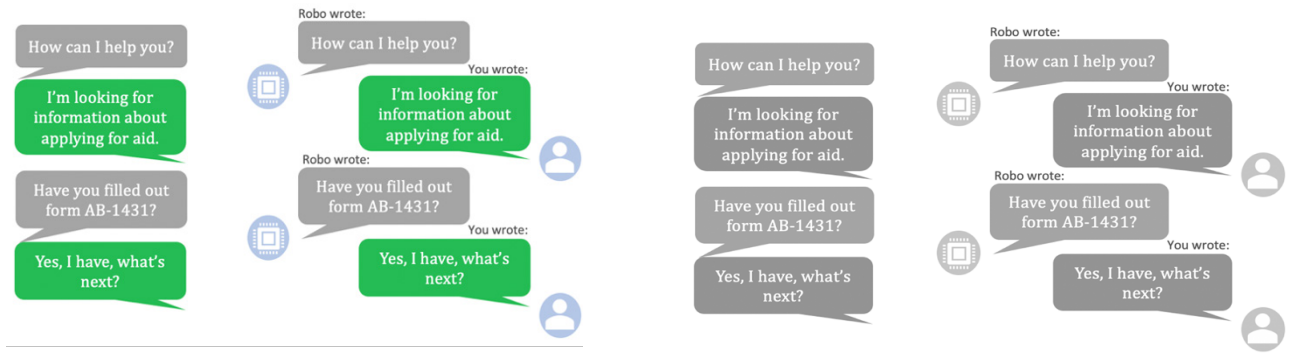 How can I help you?
I'm looking for
information about
applying for aid.
Have you filled out
form AB-1431?
Yes, I have, what's
next?
Robo wrote:
How can I help you?
You wrote:
I'm looking for
information about
applying for aid.
Robo wrote:
Have you filled out
form AB-1431?
You wrote:
Yes, I have, what's
next?
How can I help you?
I'm looking for
information about
applying for aid.
Have you filled out
form AB-1431?
Yes, I have, what's
next?
Robo wrote:
How can I help you?
You wrote:
I'm looking for
information about
applying for aid.
Robo wrote:
Have you filled out
form AB-1431?
You wrote:
Yes, I have, what's
next?